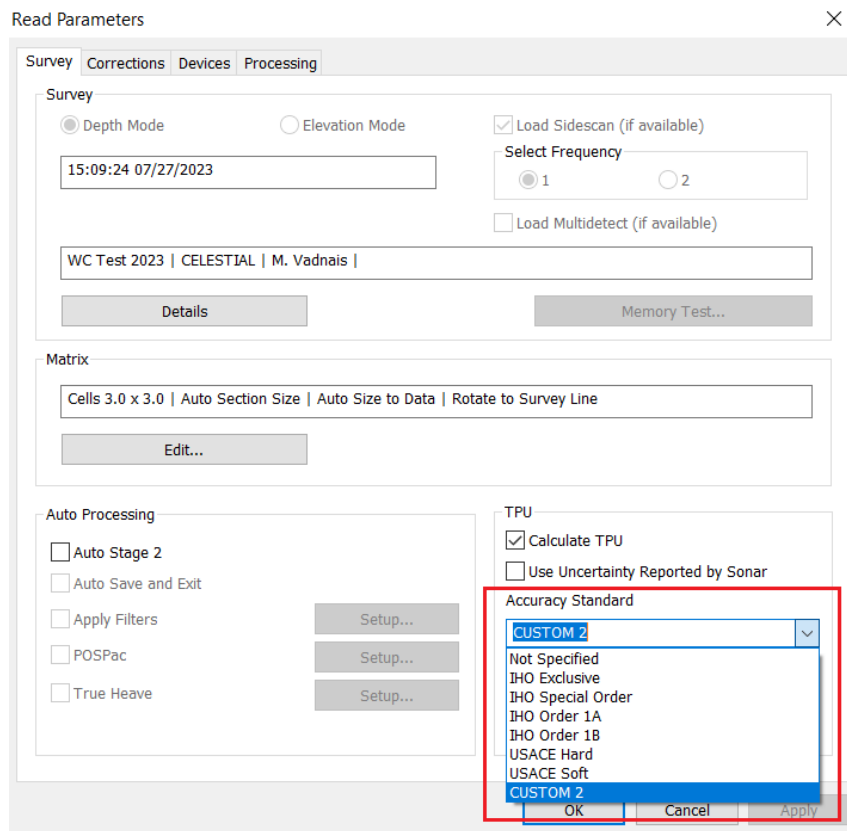 Read Parameters
Survey Corrections Devices Processing
Survey
Depth Mode Elevation Mode Load Sidescan (if available)
Select Frequency
15:09:24 07/27/2023
1 2
Load Multidetect (if available)
WC Test 2023 | CELESTIAL | M. Vadnais |
Details Memory Test...
Matrix
Cells 3.0 x 3.0 | Auto Section Size | Auto Size to Data | Rotate to Survey Line
Edit...
Auto Processing
Auto Stage 2
Auto Save and Exit
Apply Filters Setup...
POSPac Setup...
True Heave Setup...
TPU
Calculate TPU
Use Uncertainty Reported by Sonar
Accuracy Standard
CUSTOM 2
Not Specified
IHO Exclusive
IHO Special Order
IHO Order 1A
IHO Order 1B
USACE Hard
USACE Soft
CUSTOM 2
OK Cancel Apply